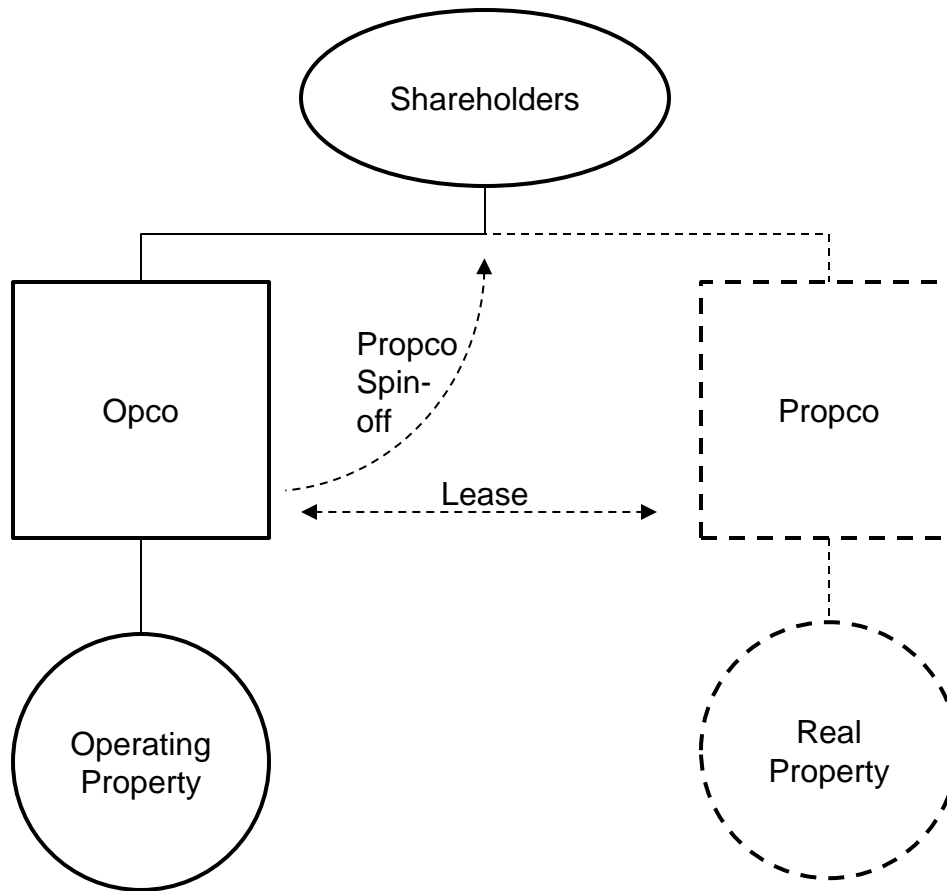 Shareholders
Propco
Spin-
off
Opco
Propco
Lease
Operating
Property
Real
Property